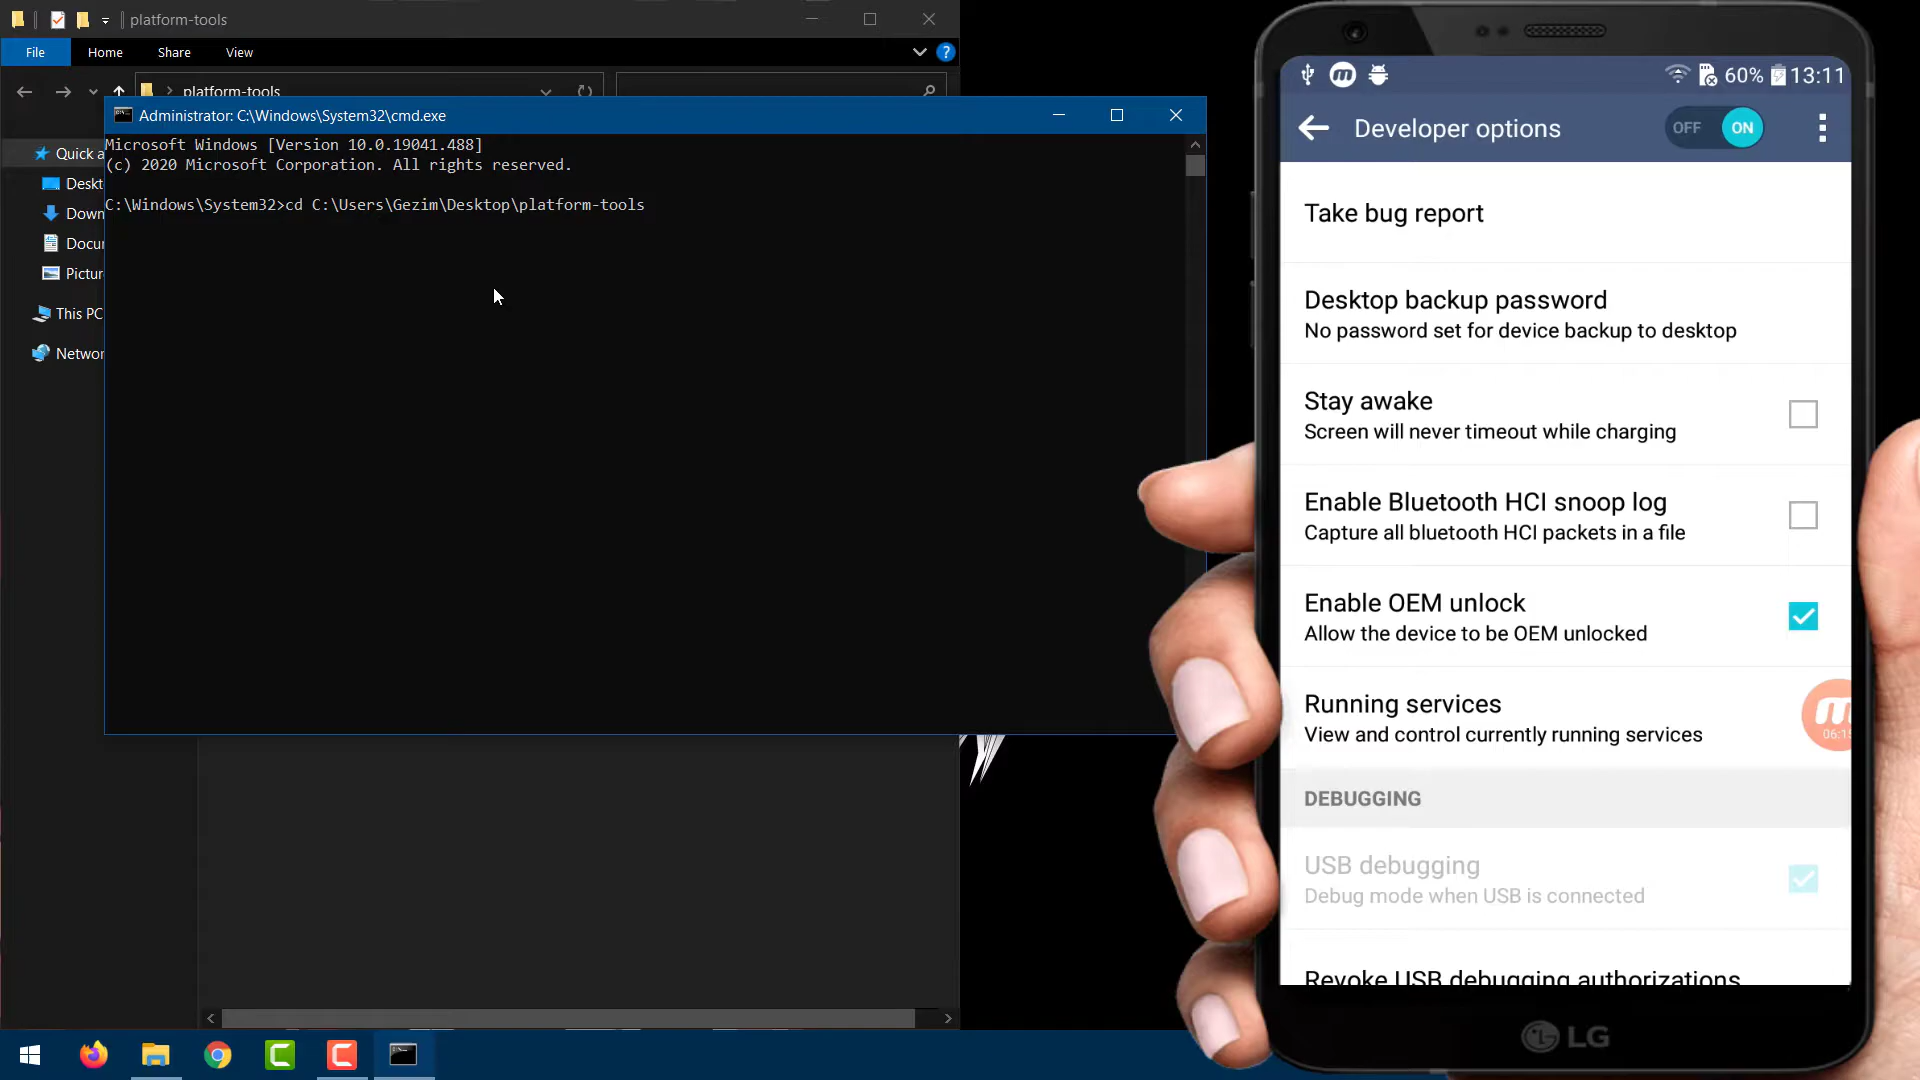 platform-tools
File Home Share View
platform-tools
Administrator: C:\Windows\System32\cmd.exe
Microsoft Windows [Version 10.0.19041.488]
(c) 2020 Microsoft Corporation. All rights reserved.
C:\Windows\System32>cd C:\Users\Gezim\Desktop\platform-tools
Quick a
Deskt
Down
Docu
Pictur
This PC
Networ
60% 13:11
Developer options OFF ON
Take bug report
Desktop backup password
No password set for device backup to desktop
Stay awake
Screen will never timeout while charging
Enable Bluetooth HCI snoop log
Capture all bluetooth HCI packets in a file
Enable OEM unlock
Allow the device to be OEM unlocked
Running services
View and control currently running services
DEBUGGING
USB debugging
Debug mode when USB is connected
Revoke USB debugging authorizations
LG